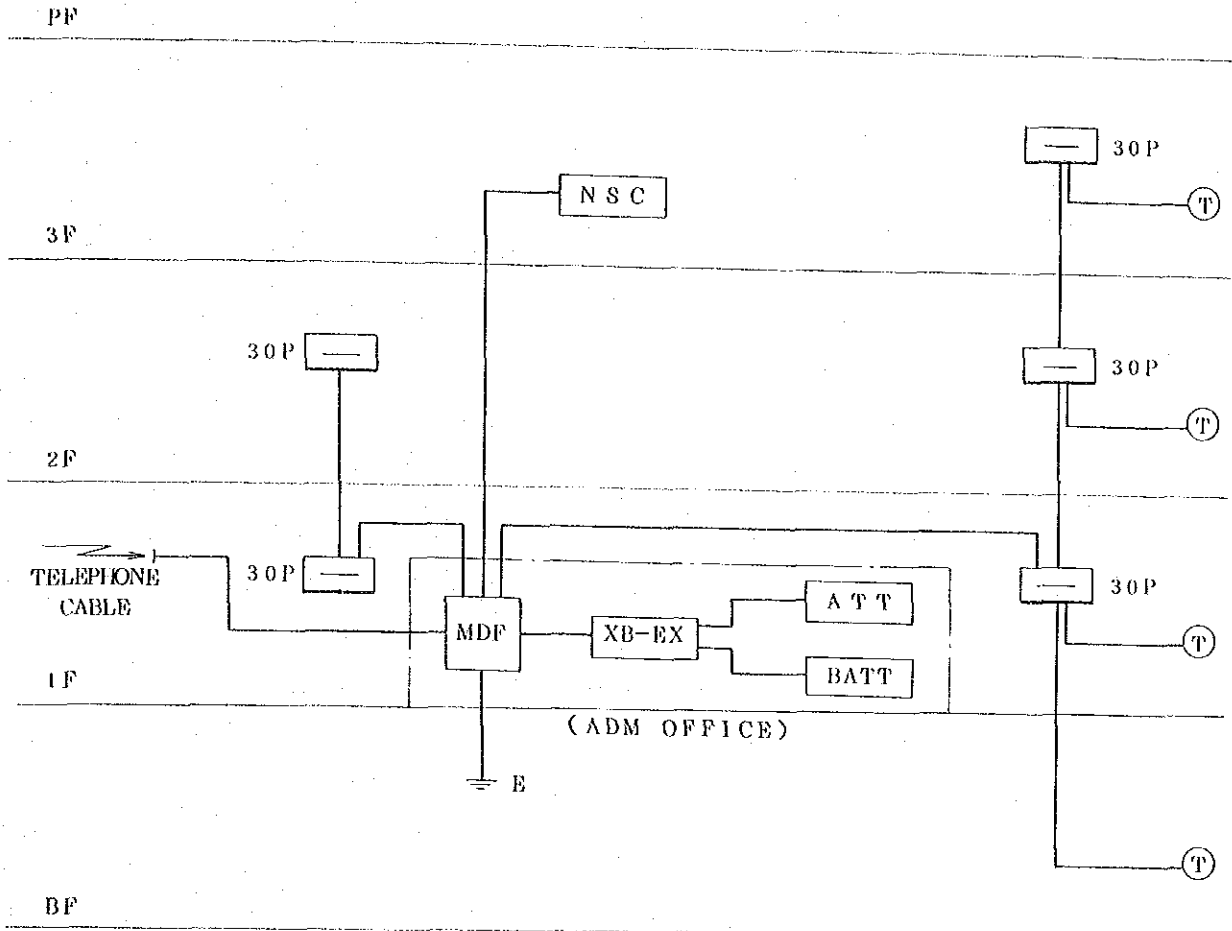 PF
30P
T
NSC
3F
30P
30P
T
2F
TELEPHONE
CABLE
30P
MDF
XB-EX
ATT
BATT
30P
T
1F
(ADM OFFICE)
E
T
BF